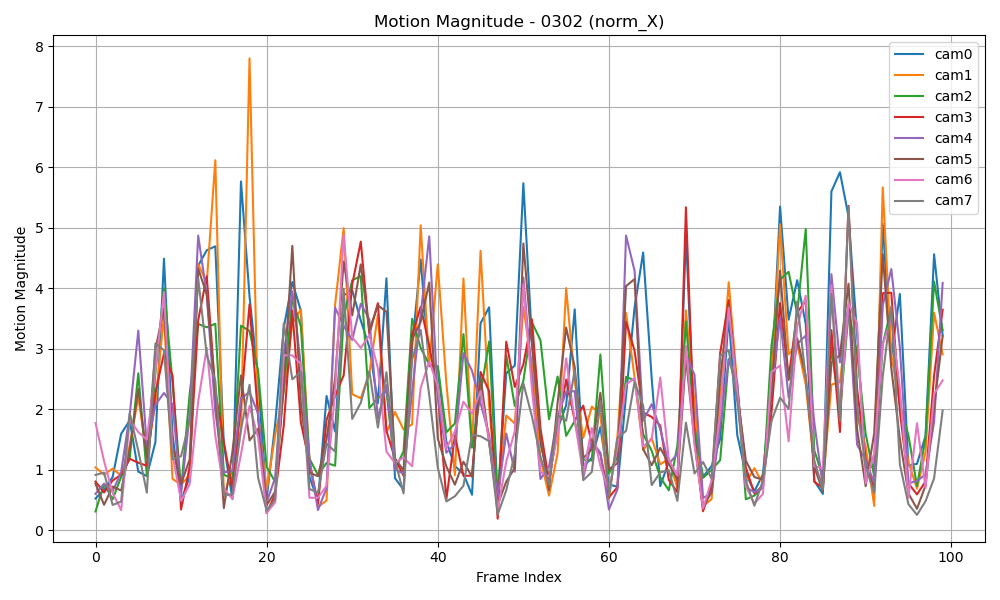 Motion Magnitude - 0302 (norm_X)
Motion Magnitude
8
7
6
5
4
3
2
1
0
0
20
40
60
80
100
Frame Index
cam0
cam1
cam2
cam3
cam4
cam5
cam6
cam7